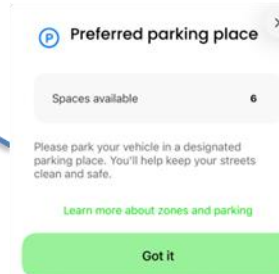 P Preferred parking place
Spaces available 6
Please park your vehicle in a designated
parking place. You'll help keep your streets
clean and safe.
Learn more about zones and parking
Got it